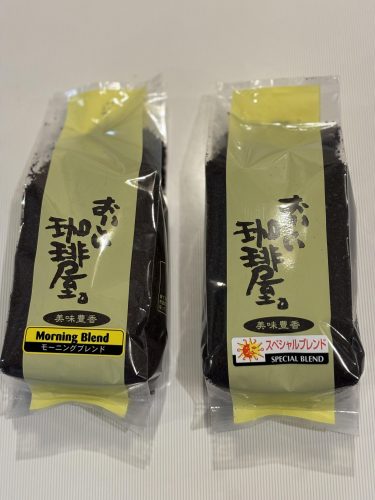 おいしい
珈琲屋。
美味豊香
Morning Blend
モーニングブレンド
おいしい
珈琲屋。
美味豊香
スペシャルブレンド
SPECIAL BLEND